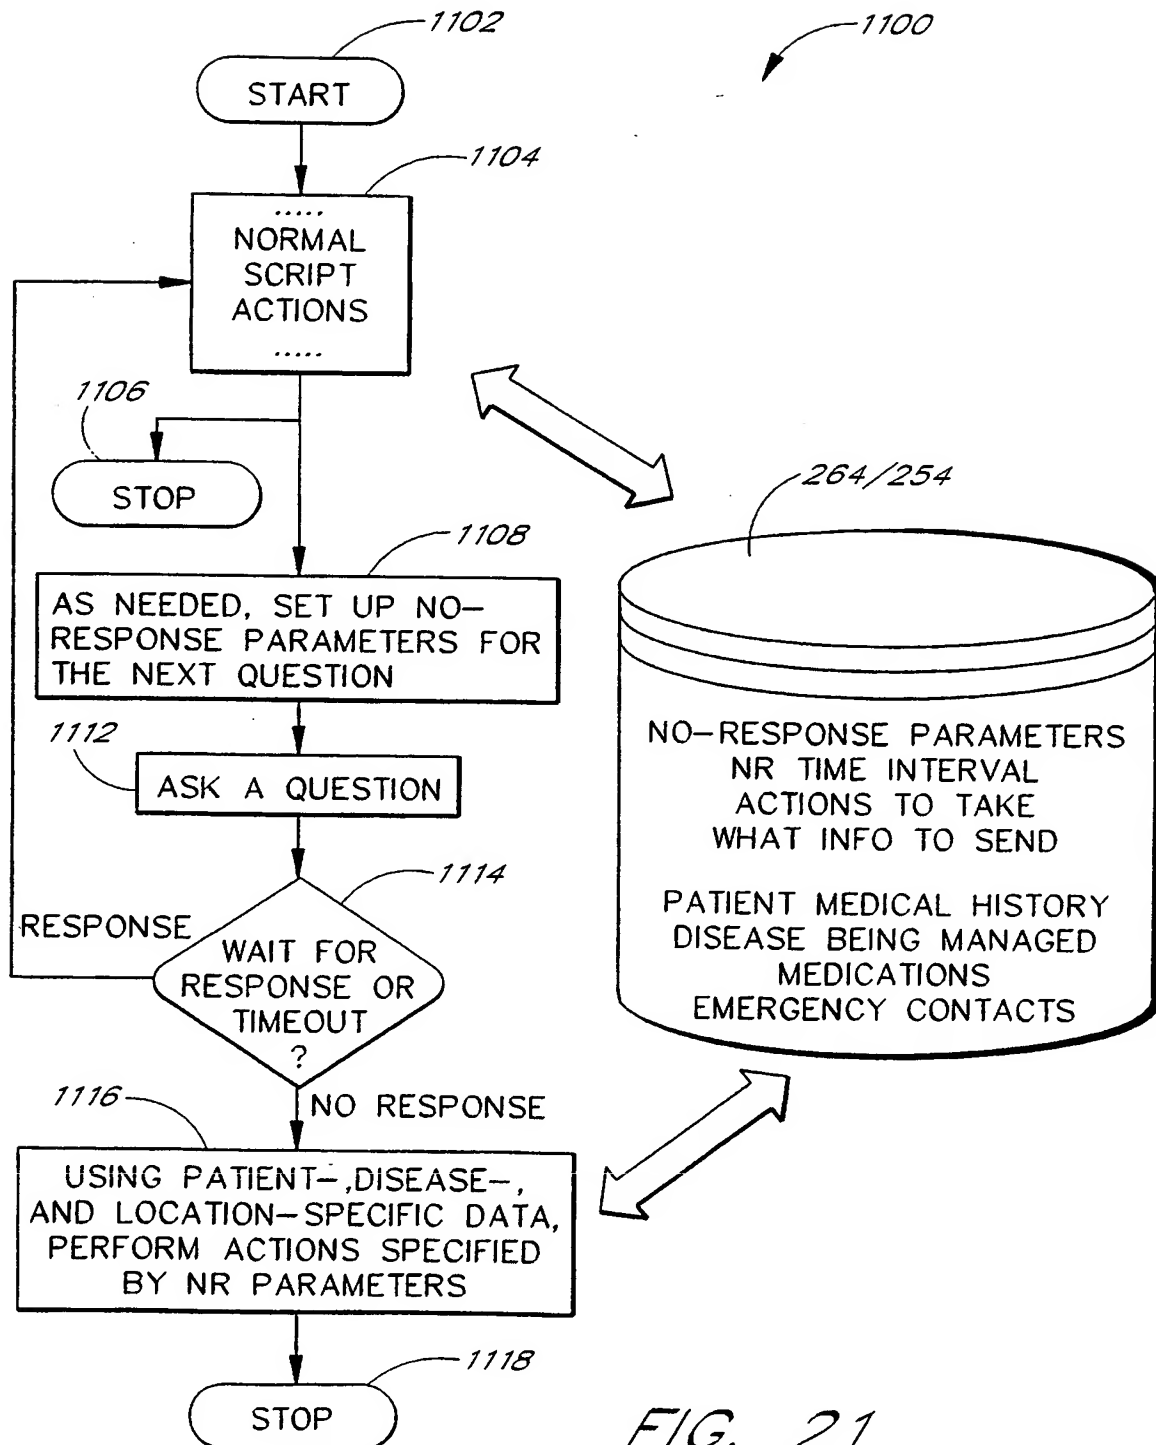 1102
1100
START
1104
.....
NORMAL
SCRIPT
ACTIONS
.....
1106
STOP
264/254
1108
AS NEEDED, SET UP NO-
RESPONSE PARAMETERS FOR
THE NEXT QUESTION
1112
ASK A QUESTION
1114
RESPONSE
WAIT FOR
RESPONSE OR
TIMEOUT
?
NO-RESPONSE PARAMETERS
NR TIME INTERVAL
ACTIONS TO TAKE
WHAT INFO TO SEND
PATIENT MEDICAL HISTORY
DISEASE BEING MANAGED
MEDICATIONS
EMERGENCY CONTACTS
1116
NO RESPONSE
USING PATIENT-,DISEASE-,
AND LOCATION-SPECIFIC DATA,
PERFORM ACTIONS SPECIFIED
BY NR PARAMETERS
1118
STOP
FIG. 21